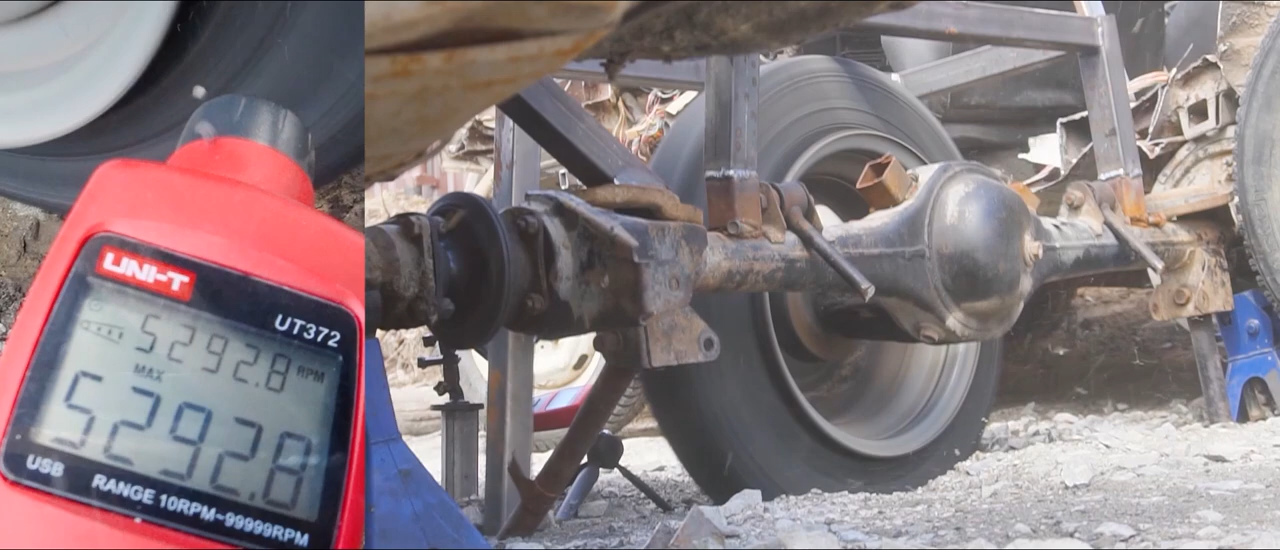 UNI-T
UT372
5292.8 RPM
MAX
5292.8
USB
RANGE 10RPM~99999RPM